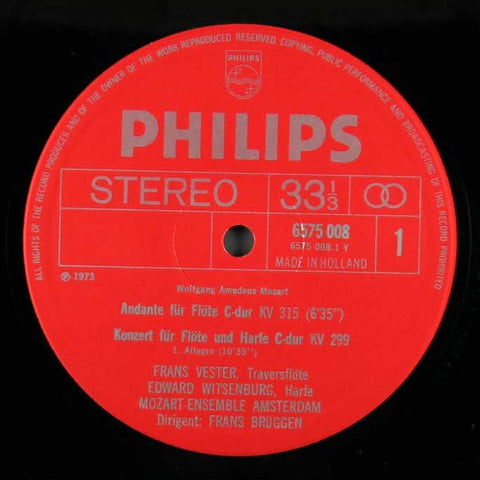 ALL RIGHTS OF THE RECORD PRODUCER AND OF THE OWNER OF THE WORK REPRODUCED RESERVED COPYING, PUBLIC PERFORMANCE AND BROADCASTING OF THIS RECORD PROHIBITED
PHILIPS
PHILIPS
STEREO 33 1/3
6575 008
6575 008.1 Y
MADE IN HOLLAND
1
℗ 1973
Wolfgang Amadeus Mozart
Andante für Flöte C-dur KV 315 (6'35")
Konzert für Flöte und Harfe C-dur KV 299
1. Allegro (10'35")
FRANS VESTER, Traversflöte
EDWARD WITSENBURG, Harfe
MOZART-ENSEMBLE AMSTERDAM
Dirigent: FRANS BRÜGGEN